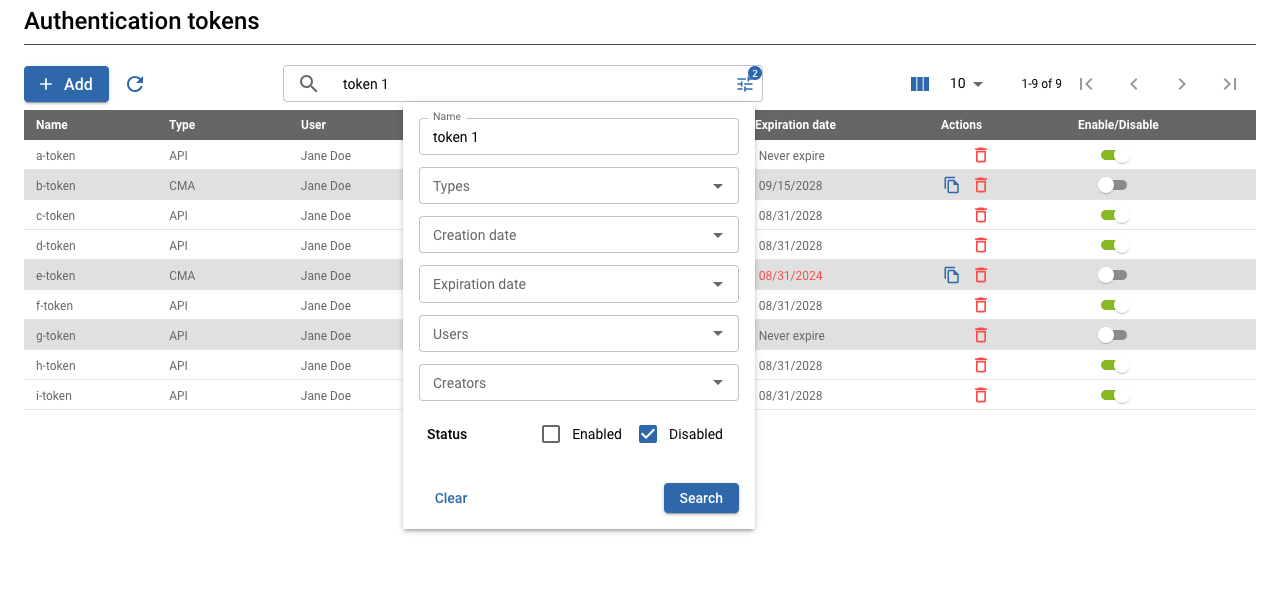 Authentication tokens
Add
token 1
2
10
1-9 of 9
Name Type User Expiration date Actions Enable/Disable
a-token API Jane Doe Never expire
b-token CMA Jane Doe 09/15/2028
c-token API Jane Doe 08/31/2028
d-token API Jane Doe 08/31/2028
e-token CMA Jane Doe 08/31/2024
f-token API Jane Doe 08/31/2028
g-token API Jane Doe Never expire
h-token API Jane Doe 08/31/2028
i-token API Jane Doe 08/31/2028
Name
token 1
Types
Creation date
Expiration date
Users
Creators
Status Enabled Disabled
Clear Search